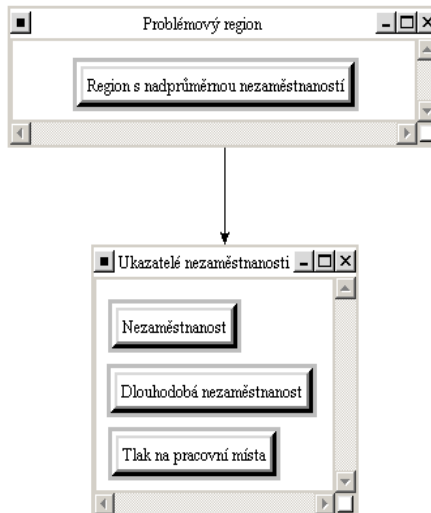 Problémový region
Region s nadprůměrnou nezaměstnaností
Ukazatelé nezaměstnanosti
Nezaměstnanost
Dlouhodobá nezaměstnanost
Tlak na pracovní místa